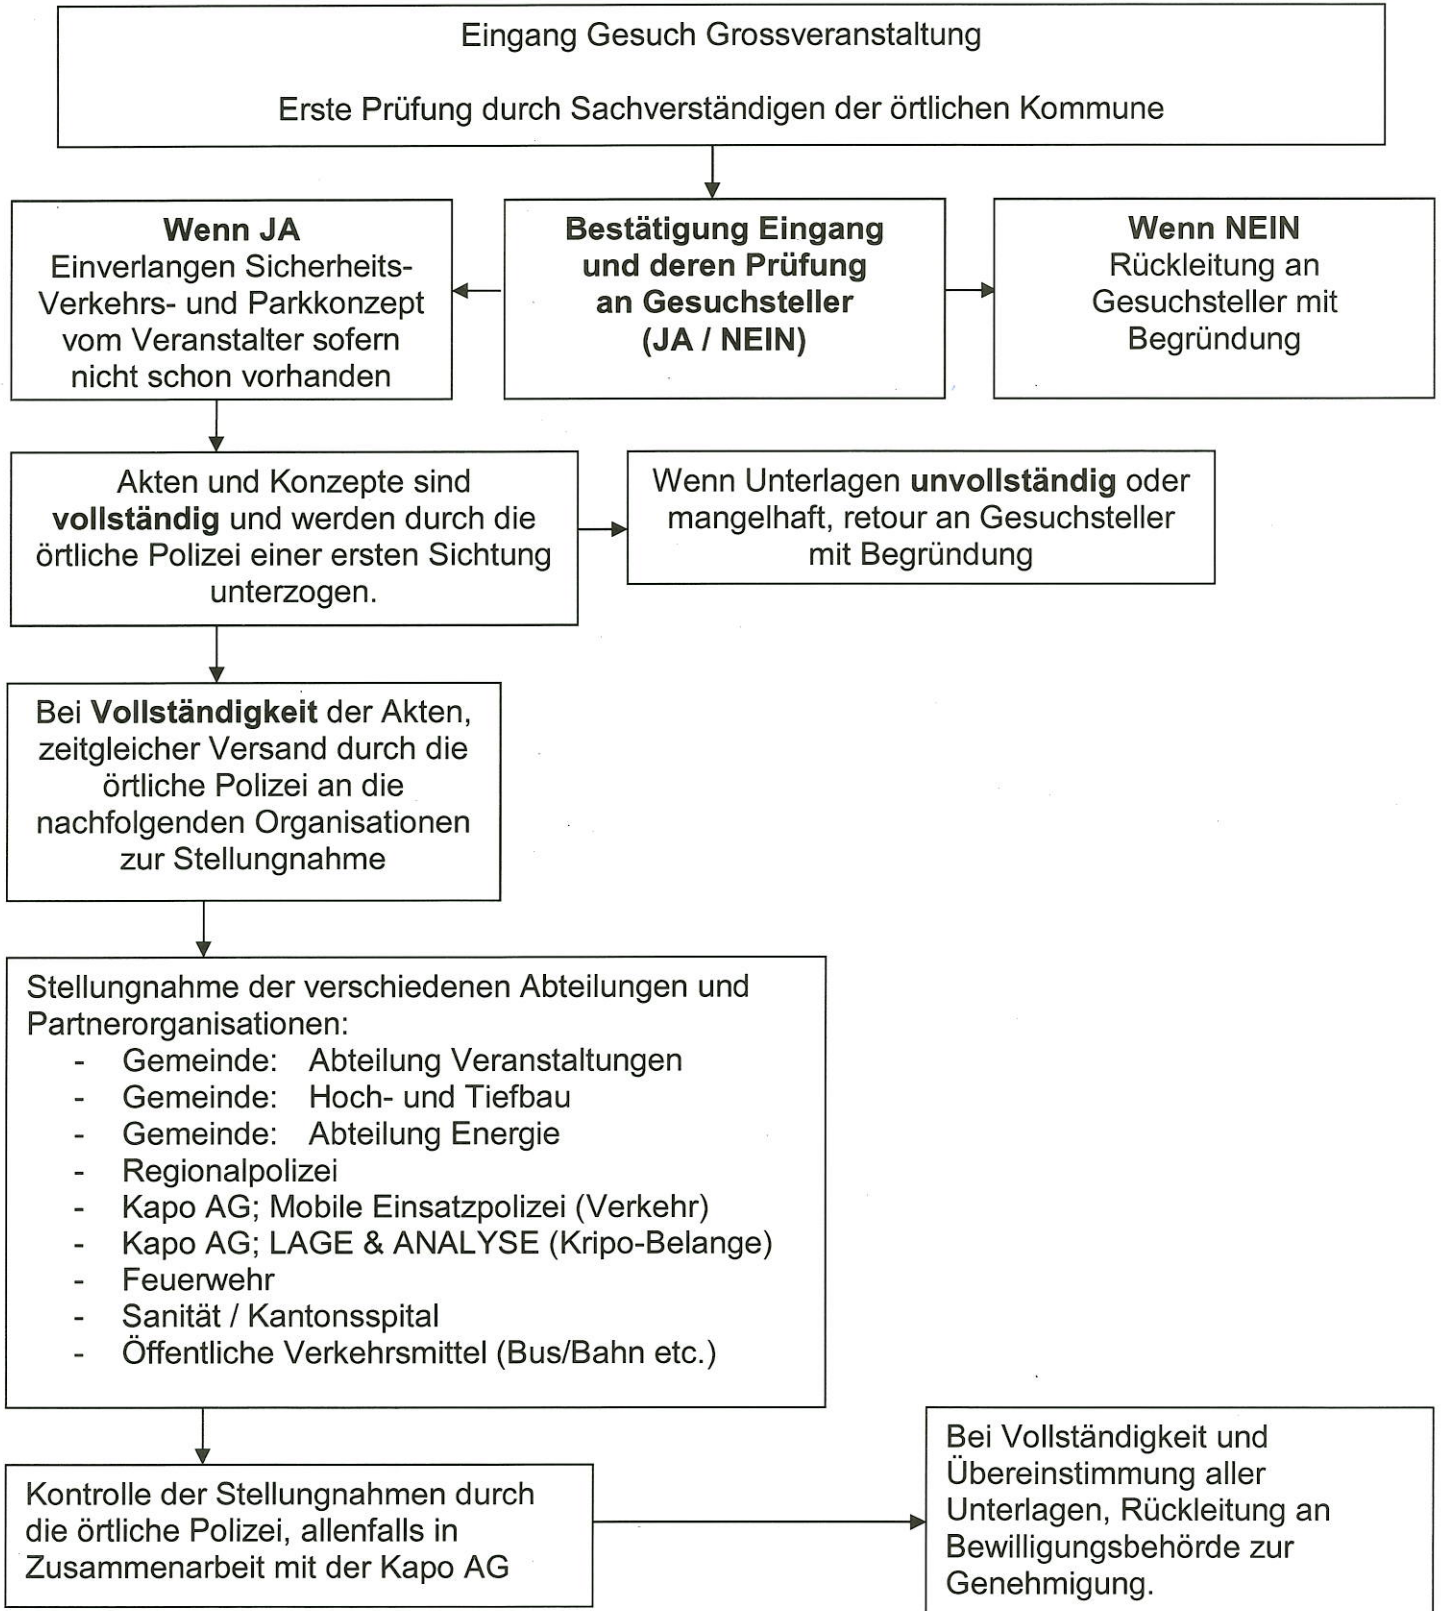 Eingang Gesuch Grossveranstaltung
Erste Prüfung durch Sachverständigen der örtlichen Kommune
Wenn JA
Einverlangen Sicherheits-
Verkehrs- und Parkkonzept
vom Veranstalter sofern
nicht schon vorhanden
Bestätigung Eingang
und deren Prüfung
an Gesuchsteller
(JA / NEIN)
Wenn NEIN
Rückleitung an
Gesuchsteller mit
Begründung
Akten und Konzepte sind
vollständig und werden durch die
örtliche Polizei einer ersten Sichtung
unterzogen.
Wenn Unterlagen unvollständig oder
mangelhaft, retour an Gesuchsteller
mit Begründung
Bei Vollständigkeit der Akten,
zeitgleicher Versand durch die
örtliche Polizei an die
nachfolgenden Organisationen
zur Stellungnahme
Stellungnahme der verschiedenen Abteilungen und
Partnerorganisationen:
- Gemeinde: Abteilung Veranstaltungen
- Gemeinde: Hoch- und Tiefbau
- Gemeinde: Abteilung Energie
- Regionalpolizei
- Kapo AG; Mobile Einsatzpolizei (Verkehr)
- Kapo AG; LAGE & ANALYSE (Kripo-Belange)
- Feuerwehr
- Sanität / Kantonsspital
- Öffentliche Verkehrsmittel (Bus/Bahn etc.)
Kontrolle der Stellungnahmen durch
die örtliche Polizei, allenfalls in
Zusammenarbeit mit der Kapo AG
Bei Vollständigkeit und
Übereinstimmung aller
Unterlagen, Rückleitung an
Bewilligungsbehörde zur
Genehmigung.